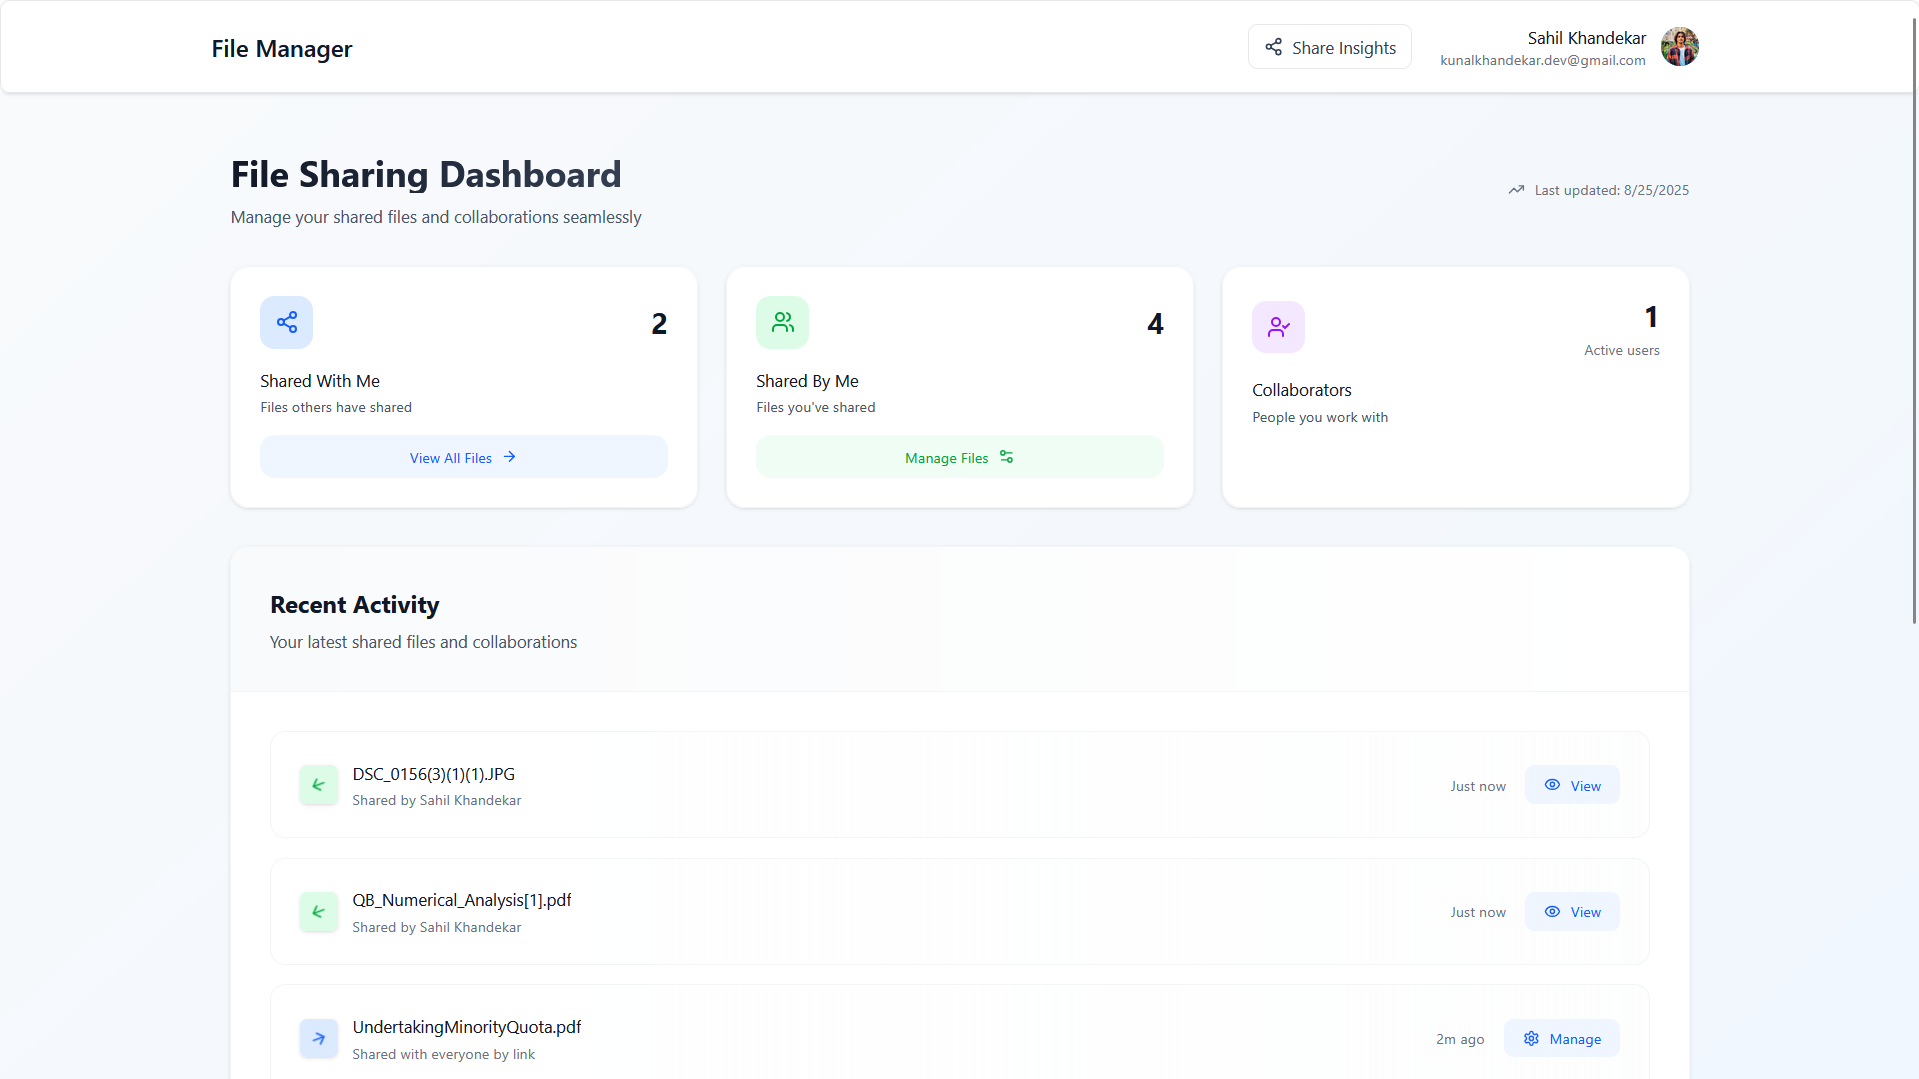 File Manager
Share Insights
Sahil Khandekar
kunalkhandekar.dev@gmail.com
File Sharing Dashboard
Manage your shared files and collaborations seamlessly
Last updated: 8/25/2025
2
Shared With Me
Files others have shared
View All Files
4
Shared By Me
Files you've shared
Manage Files
1
Active users
Collaborators
People you work with
Recent Activity
Your latest shared files and collaborations
DSC_0156(3)(1)(1).JPG
Shared by Sahil Khandekar
Just now
View
QB_Numerical_Analysis[1].pdf
Shared by Sahil Khandekar
Just now
View
UndertakingMinorityQuota.pdf
Shared with everyone by link
2m ago
Manage